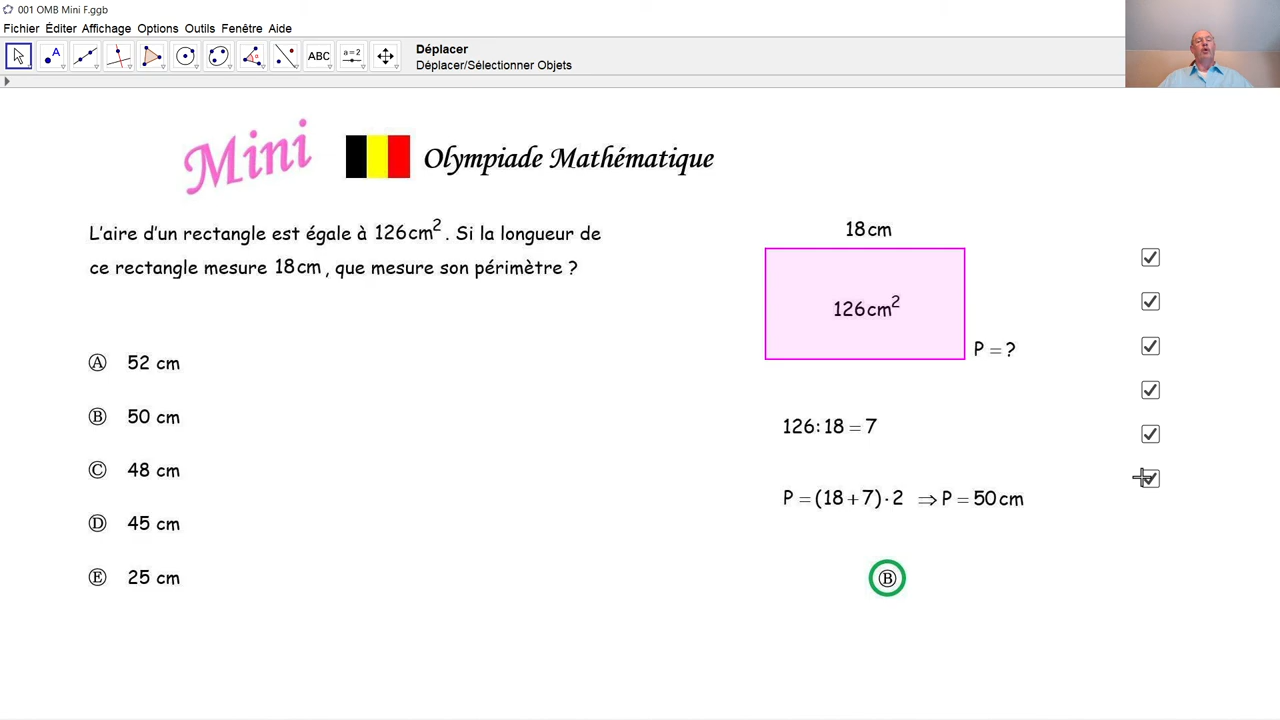 001 OMB Mini F.ggb
Fichier Éditer Affichage Options Outils Fenêtre Aide
A ABC a=2 Déplacer
Déplacer/Sélectionner Objets
Mini Olympiade Mathématique
L'aire d'un rectangle est égale à 126cm². Si la longueur de
ce rectangle mesure 18cm, que mesure son périmètre ?
18cm
126cm²
P = ?
Ⓐ 52 cm
Ⓑ 50 cm
Ⓒ 48 cm
Ⓓ 45 cm
Ⓔ 25 cm
126:18 = 7
P = (18 + 7) · 2 ⇒ P = 50cm
Ⓑ